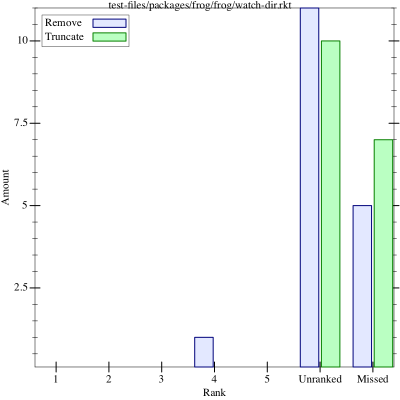 test-files/packages/frog/frog/watch-dir.rkt
Remove
Truncate
10
7.5
5
2.5
Amount
1 2 3 4 5 Unranked Missed
Rank